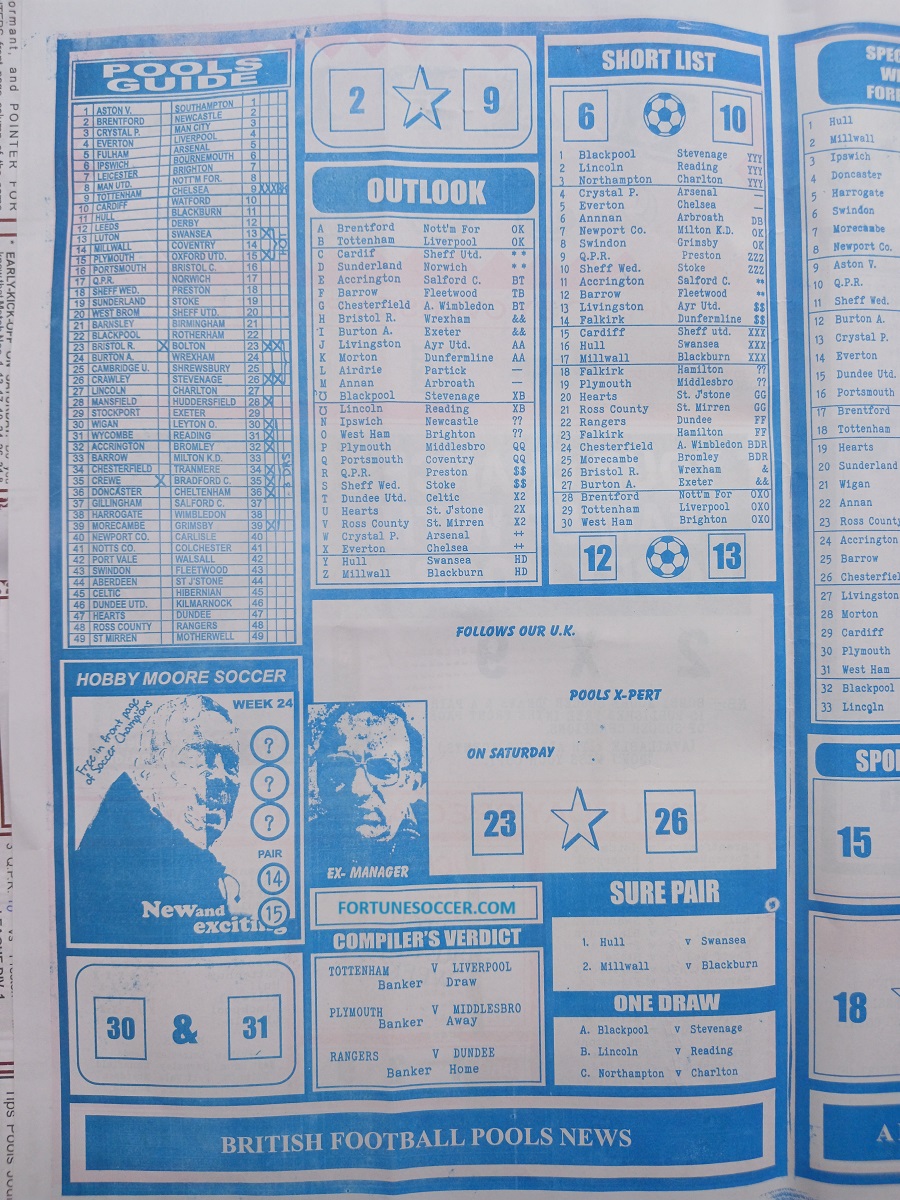 POOLS
GUIDE
1 ASTON V. SOUTHAMPTON 1
2 BRENTFORD NEWCASTLE 2
3 CRYSTAL P. MAN CITY 3
4 EVERTON LIVERPOOL 4
5 FULHAM ARSENAL 5
6 IPSWICH BOURNEMOUTH 6
7 LEICESTER BRIGHTON 7
8 MAN UTD. NOTT'M FOR. 8
9 TOTTENHAM CHELSEA 9
10 CARDIFF WATFORD 10
11 HULL BLACKBURN 11
12 LEEDS DERBY 12
13 LUTON SWANSEA 13
14 MILLWALL COVENTRY 14
15 PLYMOUTH OXFORD UTD. 15
16 PORTSMOUTH BRISTOL C. 16
17 Q.P.R. NORWICH 17
18 SHEFF WED. PRESTON 18
19 SUNDERLAND STOKE 19
20 WEST BROM SHEFF UTD. 20
21 BARNSLEY BIRMINGHAM 21
22 BLACKPOOL ROTHERHAM 22
23 BRISTOL R. X BOLTON 23
24 BURTON A. WREXHAM 24
25 CAMBRIDGE U. SHREWSBURY 25
26 CRAWLEY STEVENAGE 26
27 LINCOLN CHARLTON 27
28 MANSFIELD HUDDERSFIELD 28
29 STOCKPORT EXETER 29
30 WIGAN LEYTON O. 30
31 WYCOMBE READING 31
32 ACCRINGTON BROMLEY 32
33 BARROW MILTON K.D. 33
34 CHESTERFIELD TRANMERE 34
35 CREWE X BRADFORD C. 35
36 DONCASTER CHELTENHAM 36
37 GILLINGHAM SALFORD C. 37
38 HARROGATE WIMBLEDON 38
39 MORECAMBE GRIMSBY 39
40 NEWPORT CO. CARLISLE 40
41 NOTTS CO. COLCHESTER 41
42 PORT VALE WALSALL 42
43 SWINDON FLEETWOOD 43
44 ABERDEEN ST J'STONE 44
45 CELTIC HIBERNIAN 45
46 DUNDEE UTD. KILMARNOCK 46
47 HEARTS DUNDEE 47
48 ROSS COUNTY RANGERS 48
49 ST MIRREN MOTHERWELL 49
HOBBY MOORE SOCCER
WEEK 24
Free in front page
of Soccer Champions
?
?
?
PAIR
14
15
New and
exciting
30 & 31
2 9
OUTLOOK
A Brentford Nott'm For OK
B Tottenham Liverpool OK
C Cardif Sheff Utd. **
D Sunderland Norwich **
E Accrington Salford C. BT
F Barrow Fleetwood TB
G Chesterfield A. Wimbledon BT
H Bristol R. Wrexham &&
I Burton A. Exeter &&
J Livingston Ayr Utd. AA
K Morton Dunfermline AA
L Airdrie Partick —
M Annan Arbroath —
Ʊ Blackpool Stevenage XB
Ʊ Lincoln Reading XB
N Ipswich Newcastle ??
O West Ham Brighton ??
P Plymouth Middlesbro QQ
Q Portsmouth Coventry QQ
R Q.P.R. Preston $$
S Sheff Wed. Stoke $$
T Dundee Utd. Celtic X2
U Hearts St. J'stone 2X
V Ross County St. Mirren X2
W Crystal P. Arsenal ++
X Everton Chelsea ++
Y Hull Swansea HD
Z Millwall Blackburn HD
SHORT LIST
6 10
1 Blackpool Stevenage YYY
2 Lincoln Reading YYY
3 Northampton Charlton YYY
4 Crystal P. Arsenal —
5 Everton Chelsea —
6 Annnan Arbroath DB
7 Newport Co. Milton K.D. OK
8 Swindon Grimsby OK
9 Q.P.R. Preston ZZZ
10 Sheff Wed. Stoke ZZZ
11 Accrington Salford C. **
12 Barrow Fleetwood **
13 Livingston Ayr Utd. $$
14 Falkirk Dunfermline $$
15 Cardiff Sheff utd. XXX
16 Hull Swansea XXX
17 Millwall Blackburn XXX
18 Falkirk Hamilton ??
19 Plymouth Middlesbro ??
20 Hearts St. J'stone GG
21 Ross County St. Mirren GG
22 Rangers Dundee FF
23 Falkirk Hamilton FF
24 Chesterfield A. Wimbledon BDR
25 Morecambe Bromley BDR
26 Bristol R. Wrexham &
27 Burton A. Exeter &&
28 Brentford Nott'm For OXO
29 Tottenham Liverpool OXO
30 West Ham Brighton OXO
12 13
FOLLOWS OUR U.K.
POOLS X-PERT
ON SATURDAY
23 26
EX- MANAGER
FORTUNESOCCER.COM
COMPILER'S VERDICT
TOTTENHAM V LIVERPOOL
Banker Draw
PLYMOUTH V MIDDLESBRO
Banker Away
RANGERS V DUNDEE
Banker Home
SURE PAIR
1. Hull v Swansea
2. Millwall v Blackburn
ONE DRAW
A. Blackpool v Stevenage
B. Lincoln v Reading
C. Northampton v Charlton
BRITISH FOOTBALL POOLS NEWS
1 Hull
2 Millwall
3 Ipswich
4 Doncaster
5 Harrogate
6 Swindon
7 Morecambe
8 Newport Co.
9 Aston V.
10 Q.P.R.
11 Sheff Wed.
12 Burton A.
13 Crystal P.
14 Everton
15 Dundee Utd.
16 Portsmouth
17 Brentford
18 Tottenham
19 Hearts
20 Sunderland
21 Wigan
22 Annan
23 Ross County
24 Accrington
25 Barrow
26 Chesterfiel
27 Livingston
28 Morton
29 Cardiff
30 Plymouth
31 West Ham
32 Blackpool
33 Lincoln
SPO
15
18
A